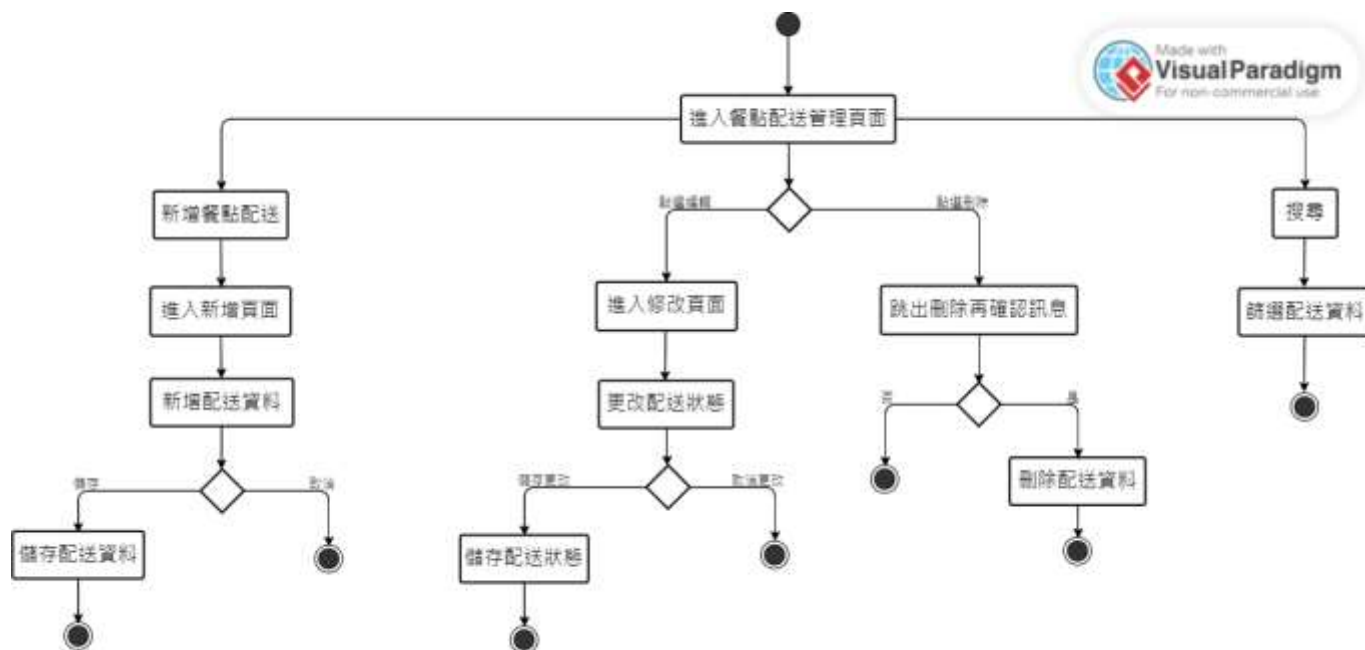 Made with
Visual Paradigm
For non-commercial use
進入餐點配送管理頁面
新增餐點配送
點選編輯
點選刪除
搜尋
進入新增頁面
進入修改頁面
跳出刪除再確認訊息
篩選配送資料
新增配送資料
更改配送狀態
否
是
儲存
取消
儲存更改
取消更改
刪除配送資料
儲存配送資料
儲存配送狀態